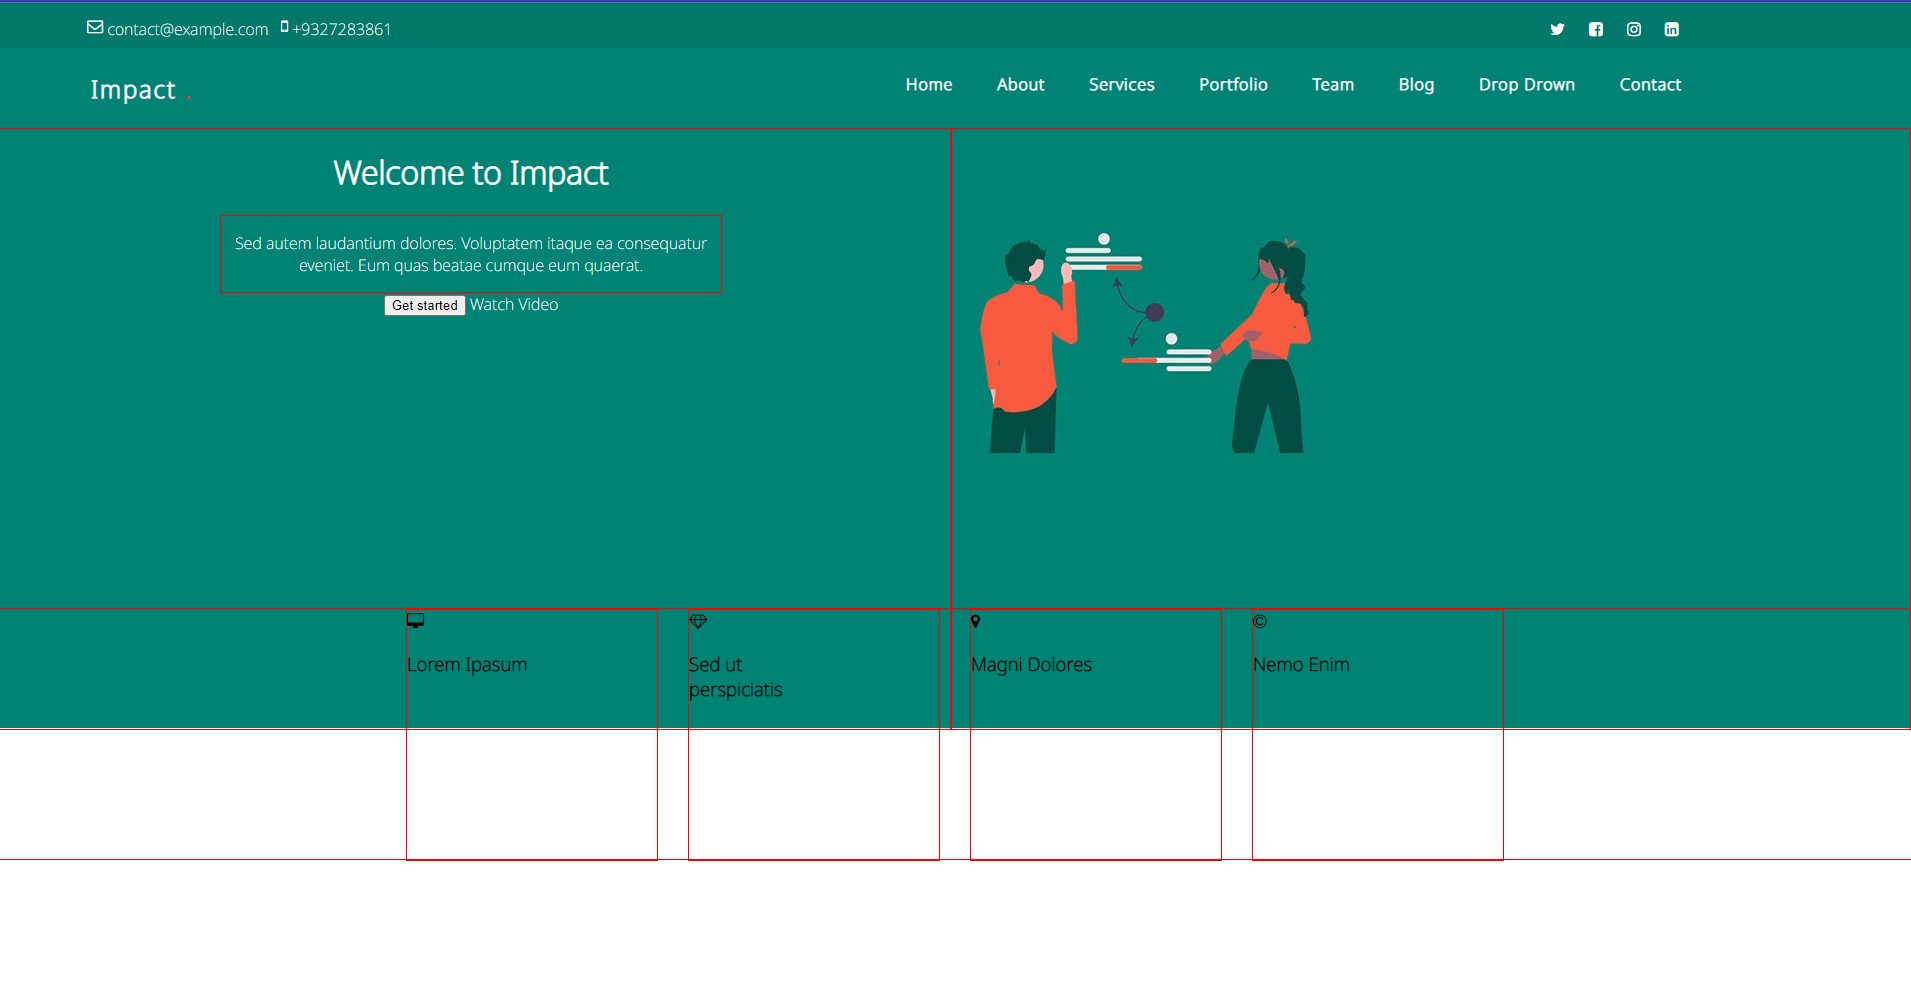 contact@example.com +9327283861
Impact .
Home About Services Portfolio Team Blog Drop Drown Contact
Welcome to Impact
Sed autem laudantium dolores. Voluptatem itaque ea consequatur
eveniet. Eum quas beatae cumque eum quaerat.
Get started Watch Video
Lorem Ipasum
Sed ut
perspiciatis
Magni Dolores
Nemo Enim